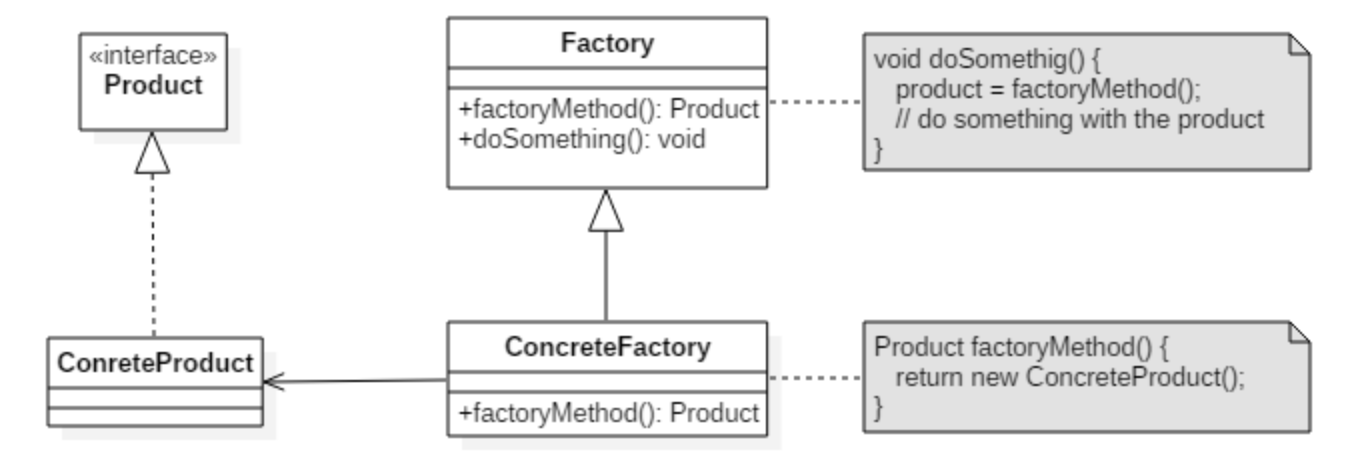 «interface»
Product
Factory
+factoryMethod(): Product
+doSomething(): void
void doSomethig() {
product = factoryMethod();
// do something with the product
}
ConreteProduct
ConcreteFactory
+factoryMethod(): Product
Product factoryMethod() {
return new ConcreteProduct();
}